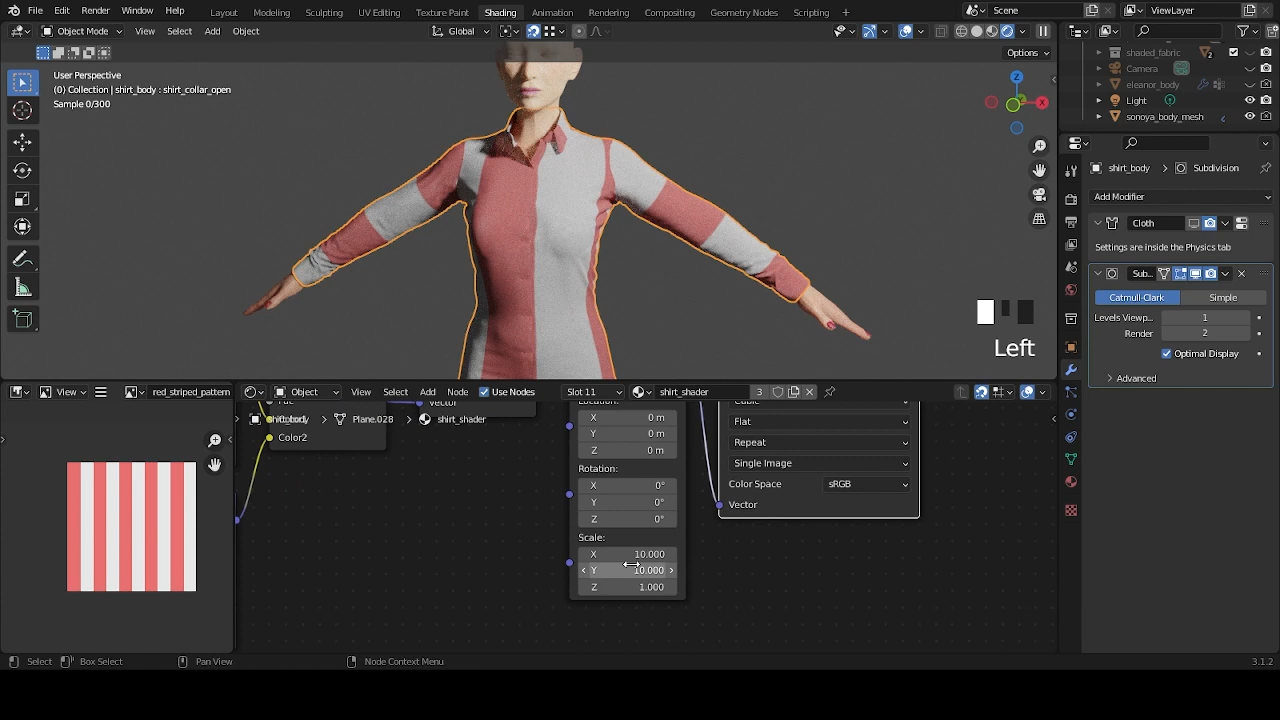 File Edit Render Window Help Layout Modeling Sculpting UV Editing Texture Paint Shading Animation Rendering Compositing Geometry Nodes Scripting + Scene ViewLayer
Object Mode View Select Add Object Global
Options
User Perspective
(0) Collection | shirt_body : shirt_collar_open
Sample 0/300
Z
X
Left
shaded_fabric 2
Camera
eleanor_body
Light
sonoya_body_mesh
shirt_body > Subdivision
Add Modifier
Cloth
Settings are inside the Physics tab
Sub..
Catmull-Clark Simple
Levels Viewp... 1
Render 2
Optimal Display
Advanced
View red_striped_pattern
Object View Select Add Node Use Nodes Slot 11 shirt_shader 3
Vector
Plane.028 > shirt_shader
Color2
X 0 m
Y 0 m
Z 0 m
Rotation:
X 0°
Y 0°
Z 0°
Scale:
X 10.000
Y 10.000
Z 1.000
Flat
Repeat
Single Image
Color Space sRGB
Vector
Select Box Select Pan View Node Context Menu 3.1.2